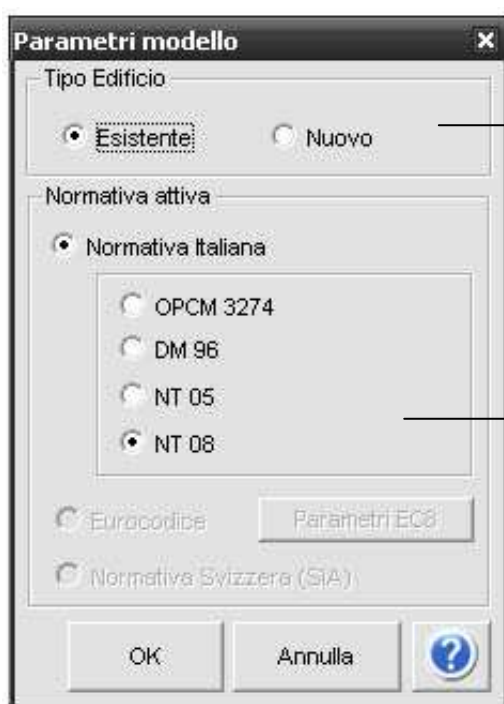 Parametri modello
Tipo Edificio
Esistente
Nuovo
Normativa attiva
Normativa Italiana
OPCM 3274
DM 96
NT 05
NT 08
Eurocodice
Parametri EC8
Normativa Svizzera (SIA)
OK
Annulla
?